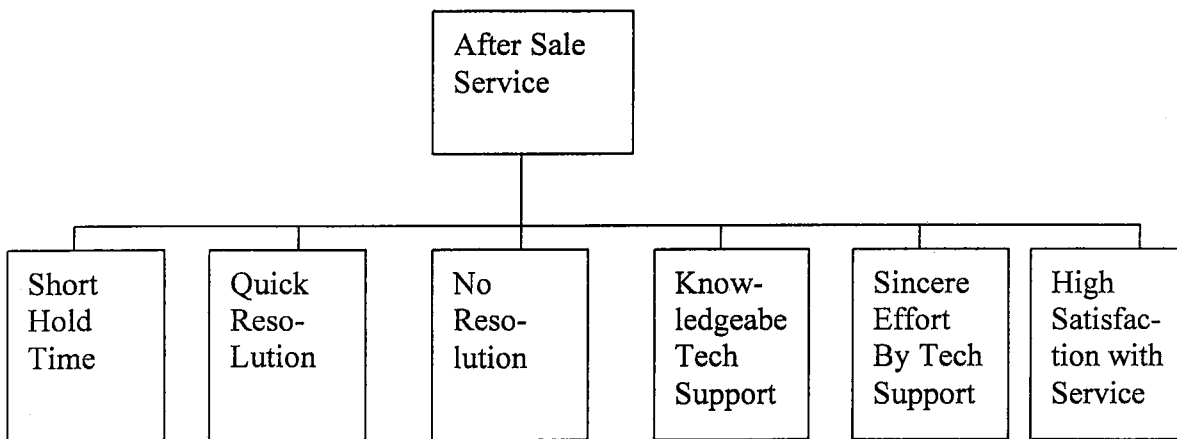 After Sale
Service
Short
Hold
Time
Quick
Reso-
Lution
No
Reso-
lution
Know-
ledgeabe
Tech
Support
Sincere
Effort
By Tech
Support
High
Satisfac-
tion with
Service